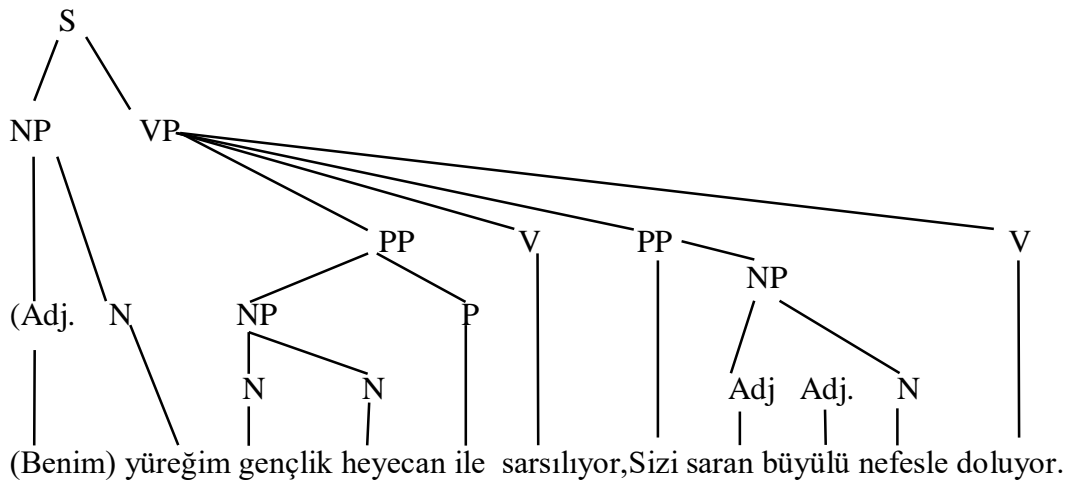 S
NP VP
PP V PP V
NP
(Adj. N NP P
N N Adj Adj. N
(Benim) yüreğim gençlik heyecan ile sarsılıyor,Sizi saran büyülü nefesle doluyor.